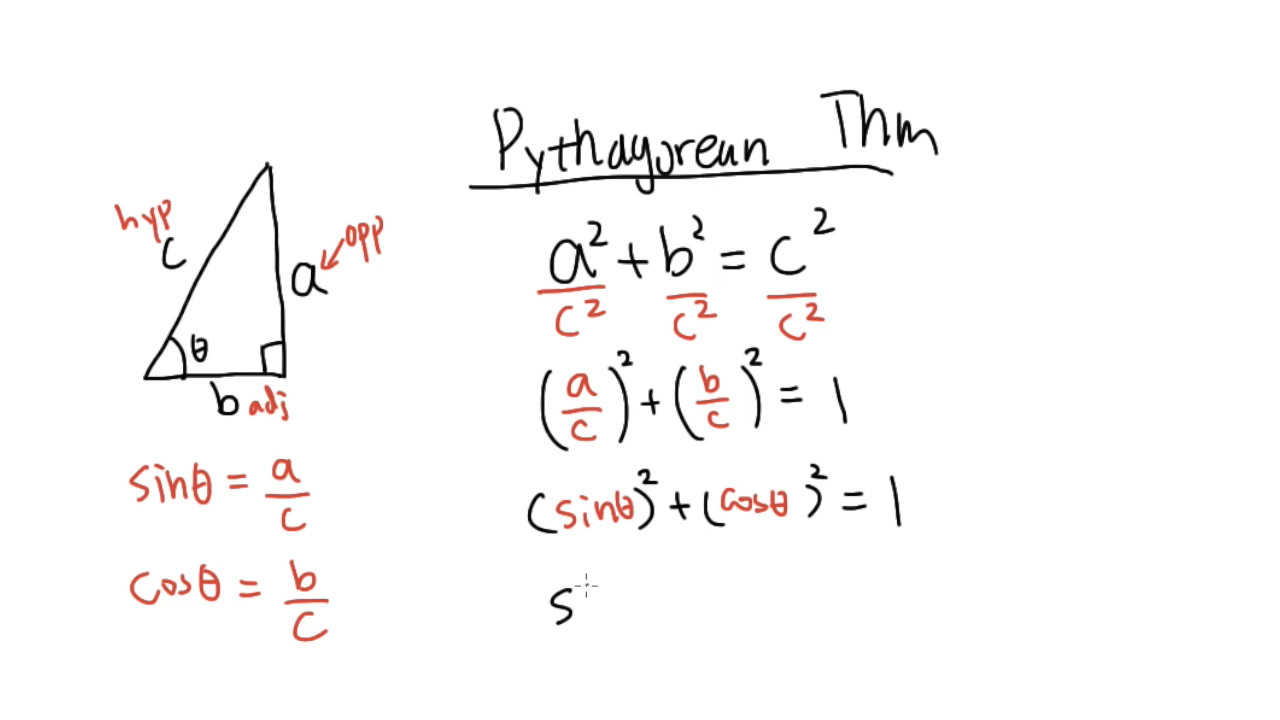 Pythagorean Thm
hyp
c
a
opp
θ
b adj
a² + b² = c²
c² c² c²
(a/c)² + (b/c)² = 1
sinθ = a/c
(sinθ)² + (cosθ)² = 1
cosθ = b/c
s